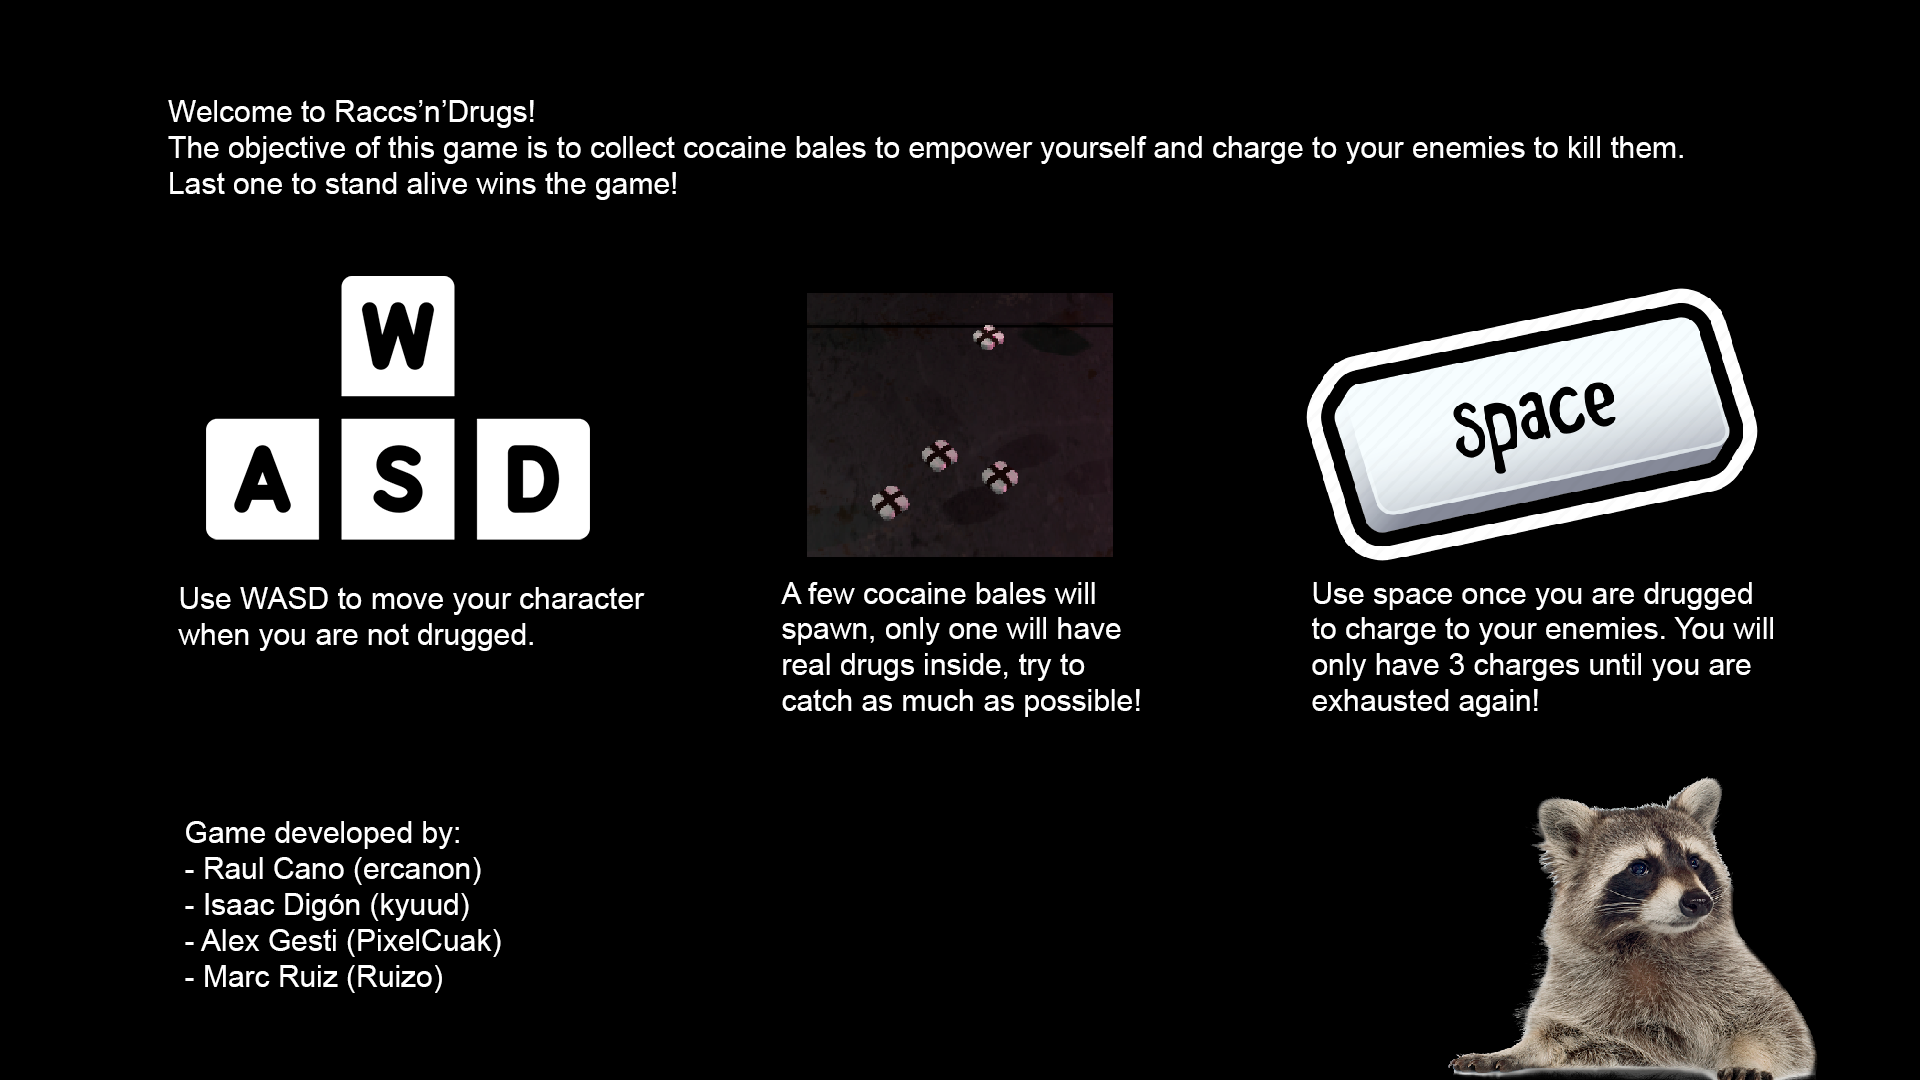 Welcome to Raccs’n’Drugs!
The objective of this game is to collect cocaine bales to empower yourself and charge to your enemies to kill them.
Last one to stand alive wins the game!
W
A S D
space
Use WASD to move your character
when you are not drugged.
A few cocaine bales will
spawn, only one will have
real drugs inside, try to
catch as much as possible!
Use space once you are drugged
to charge to your enemies. You will
only have 3 charges until you are
exhausted again!
Game developed by:
- Raul Cano (ercanon)
- Isaac Digón (kyuud)
- Alex Gesti (PixelCuak)
- Marc Ruiz (Ruizo)